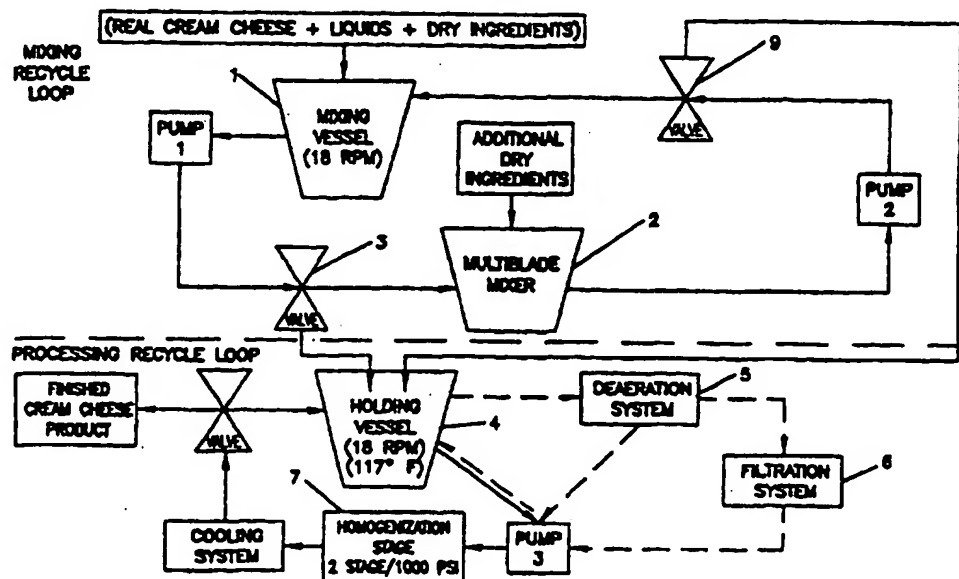 (REAL CREAM CHEESE + LIQUIDS + DRY INGREDIENTS)
MIXING
RECYCLE
LOOP
1
9
MIXING
VESSEL
(18 RPM)
PUMP
1
VALVE
ADDITIONAL
DRY
INGREDIENTS
PUMP
2
3
2
MULTIBLADE
MIXER
VALVE
PROCESSING RECYCLE LOOP
FINISHED
CREAM CHEESE
PRODUCT
VALVE
HOLDING
VESSEL
(18 RPM)
(117° F)
4
DEAERATION
SYSTEM
5
FILTRATION
SYSTEM
6
7
COOLING
SYSTEM
HOMOGENIZATION
STAGE
2 STAGE/1000 PSI
PUMP
3